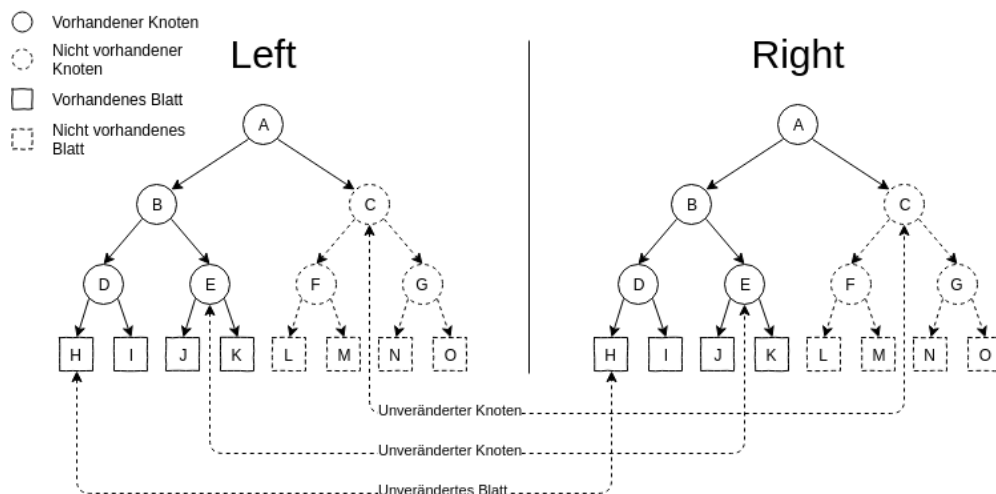 Vorhandener Knoten
Nicht vorhandener
Knoten
Vorhandenes Blatt
Nicht vorhandenes
Blatt
Left
Right
A
A
B
C
B
C
D
E
F
G
D
E
F
G
H
I
J
K
L
M
N
O
H
I
J
K
L
M
N
O
Unveränderter Knoten
Unveränderter Knoten
Unverändertes Blatt